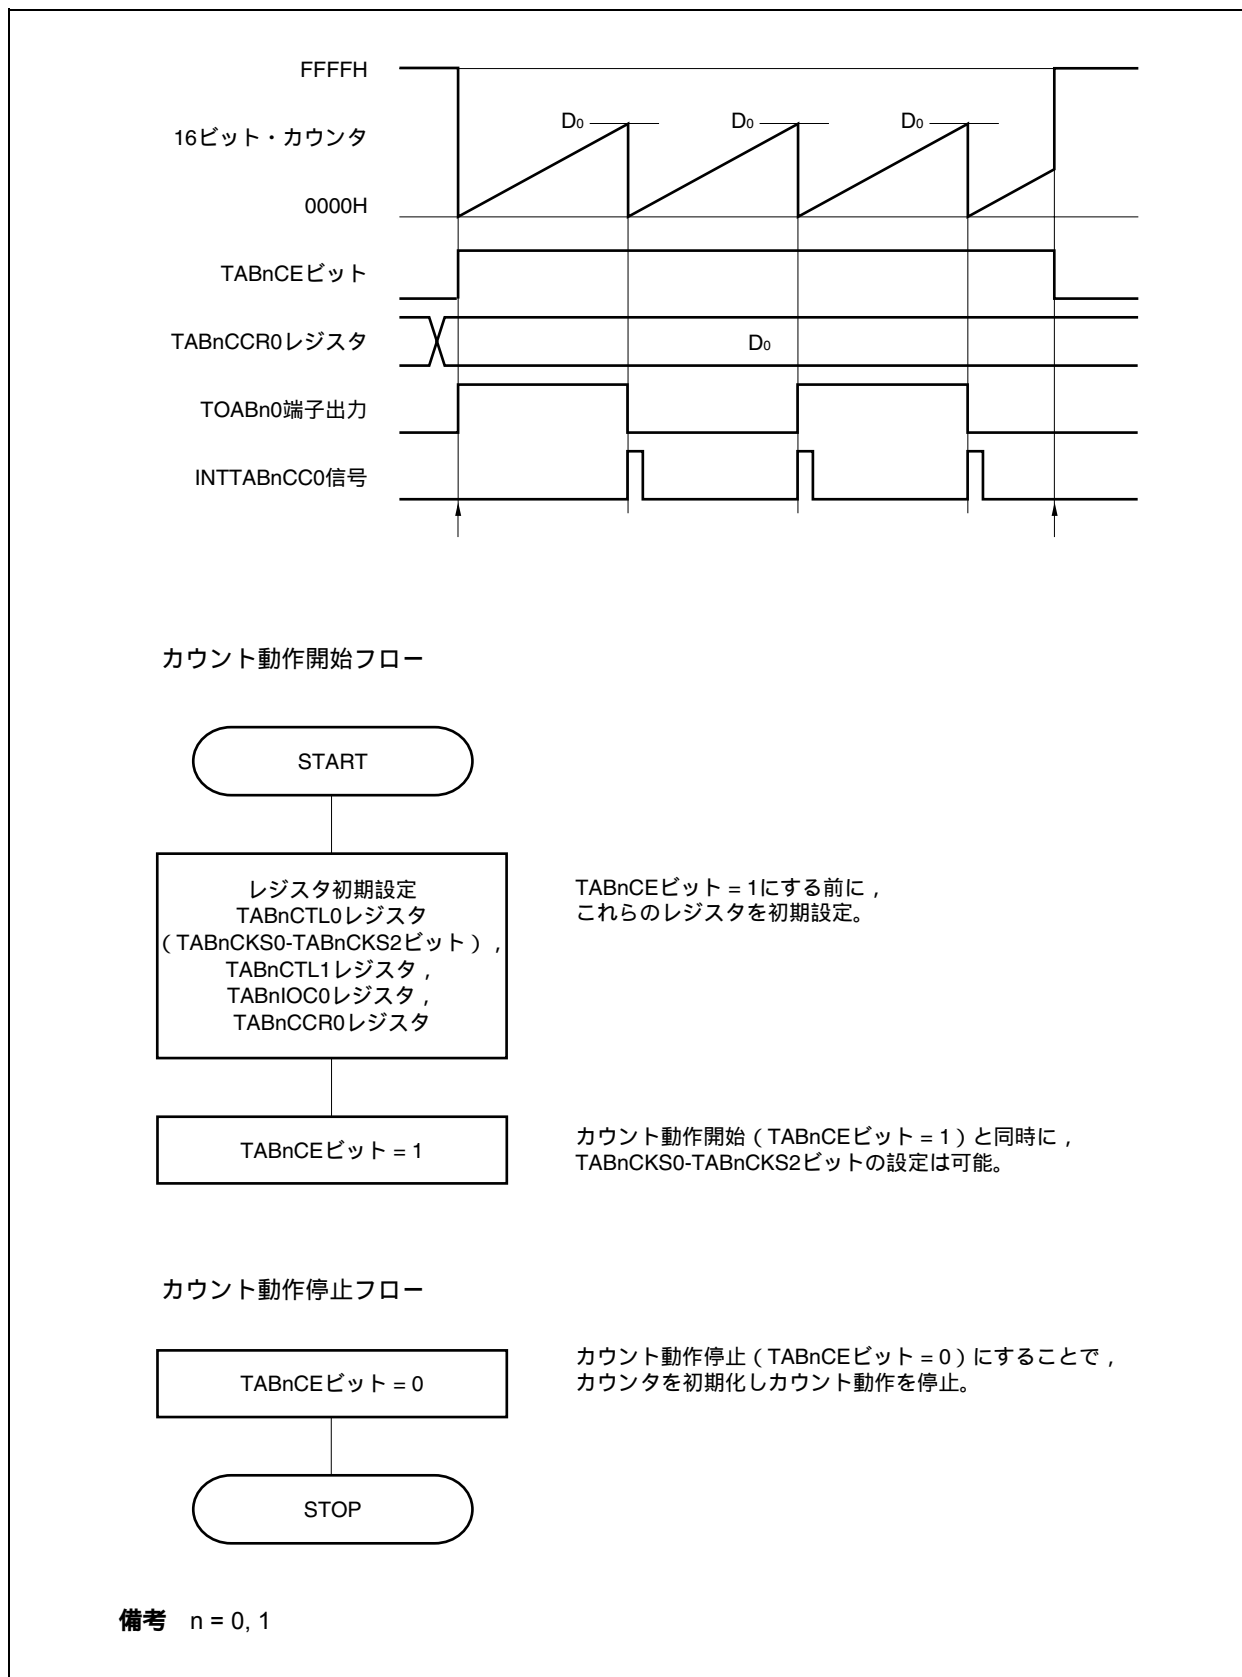 FFFFH
16ビット・カウンタ
D0 D0 D0
0000H
TABnCEビット
TABnCCR0レジスタ
D0
TOABn0端子出力
INTTABnCC0信号
カウント動作開始フロー
START
レジスタ初期設定
TABnCTL0レジスタ
（TABnCKS0-TABnCKS2ビット）,
TABnCTL1レジスタ,
TABnIOC0レジスタ,
TABnCCR0レジスタ
TABnCEビット = 1にする前に,
これらのレジスタを初期設定。
TABnCEビット = 1
カウント動作開始（TABnCEビット = 1）と同時に,
TABnCKS0-TABnCKS2ビットの設定は可能。
カウント動作停止フロー
TABnCEビット = 0
カウント動作停止（TABnCEビット = 0）にすることで,
カウンタを初期化しカウント動作を停止。
STOP
備考 n = 0, 1